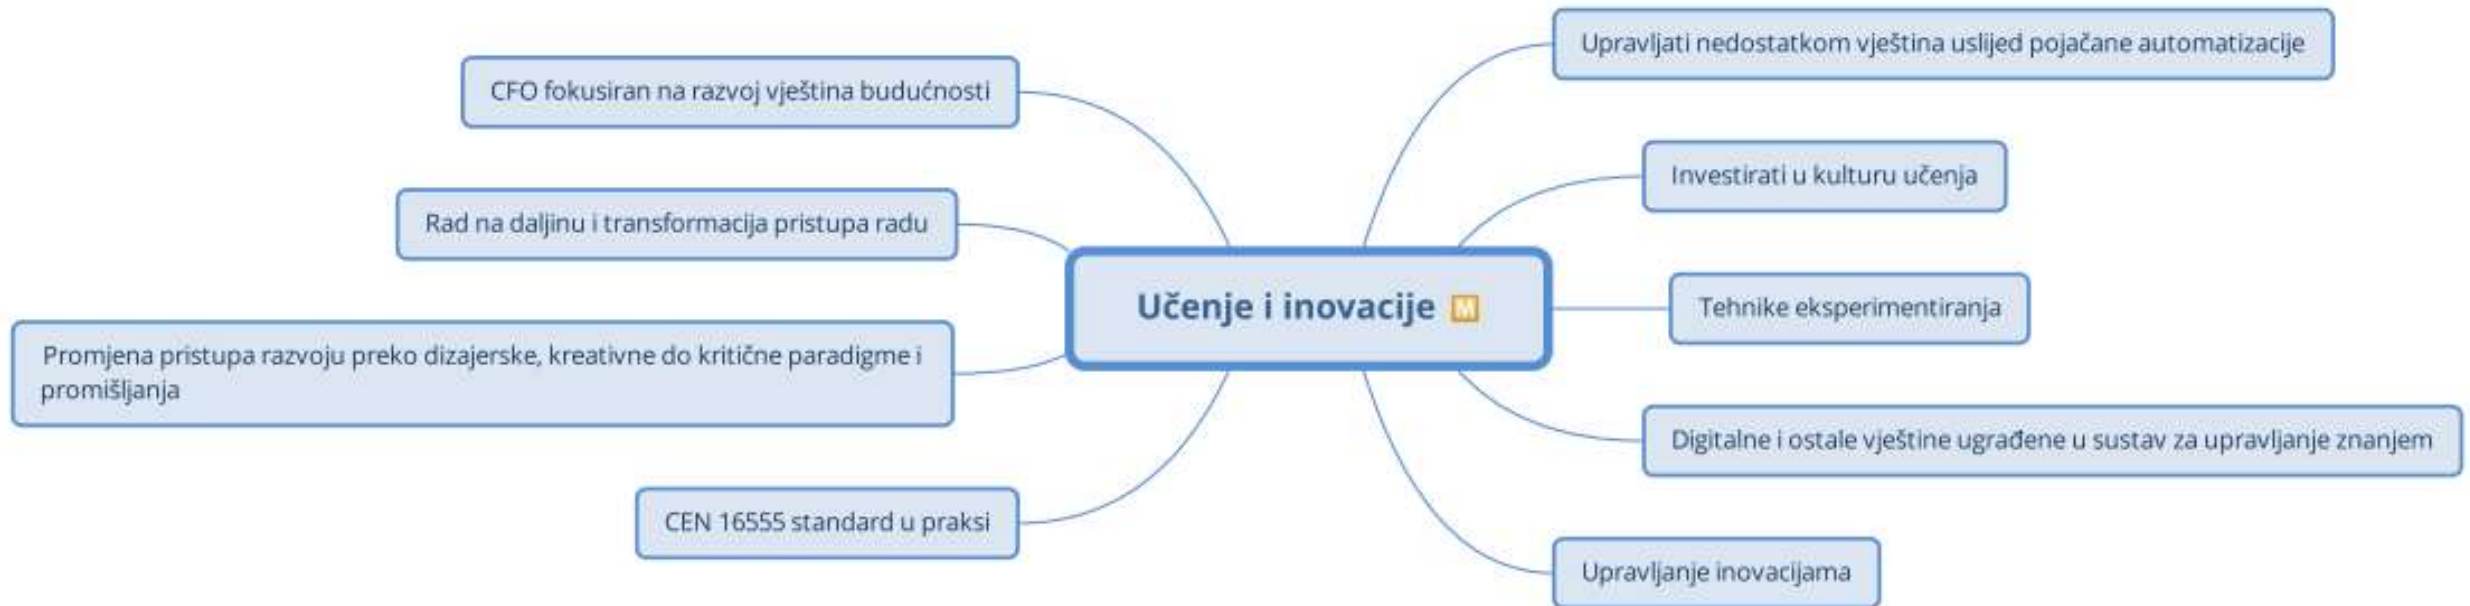 Učenje i inovacije M
Upravljati nedostatkom vještina uslijed pojačane automatizacije
Investirati u kulturu učenja
Tehnike eksperimentiranja
Digitalne i ostale vještine ugrađene u sustav za upravljanje znanjem
Upravljanje inovacijama
CFO fokusiran na razvoj vještina budućnosti
Rad na daljinu i transformacija pristupa radu
Promjena pristupa razvoju preko dizajerske, kreativne do kritične paradigme i
promišljanja
CEN 16555 standard u praksi